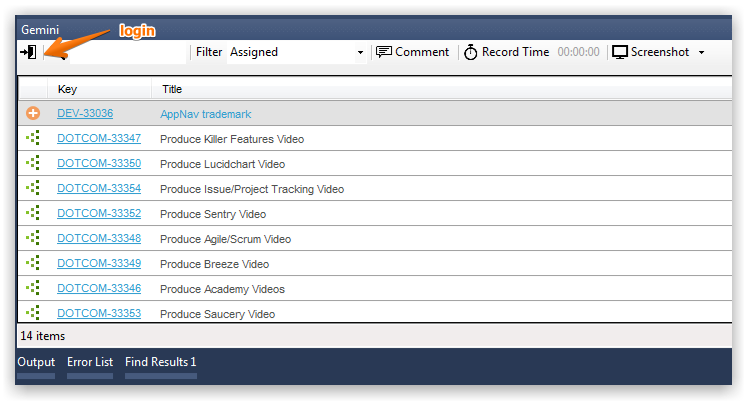 Gemini
login
Filter Assigned Comment Record Time 00:00:00 Screenshot
Key Title
DEV-33036 AppNav trademark
DOTCOM-33347 Produce Killer Features Video
DOTCOM-33350 Produce Lucidchart Video
DOTCOM-33354 Produce Issue/Project Tracking Video
DOTCOM-33352 Produce Sentry Video
DOTCOM-33348 Produce Agile/Scrum Video
DOTCOM-33349 Produce Breeze Video
DOTCOM-33346 Produce Academy Videos
DOTCOM-33353 Produce Saucery Video
14 items
Output Error List Find Results 1